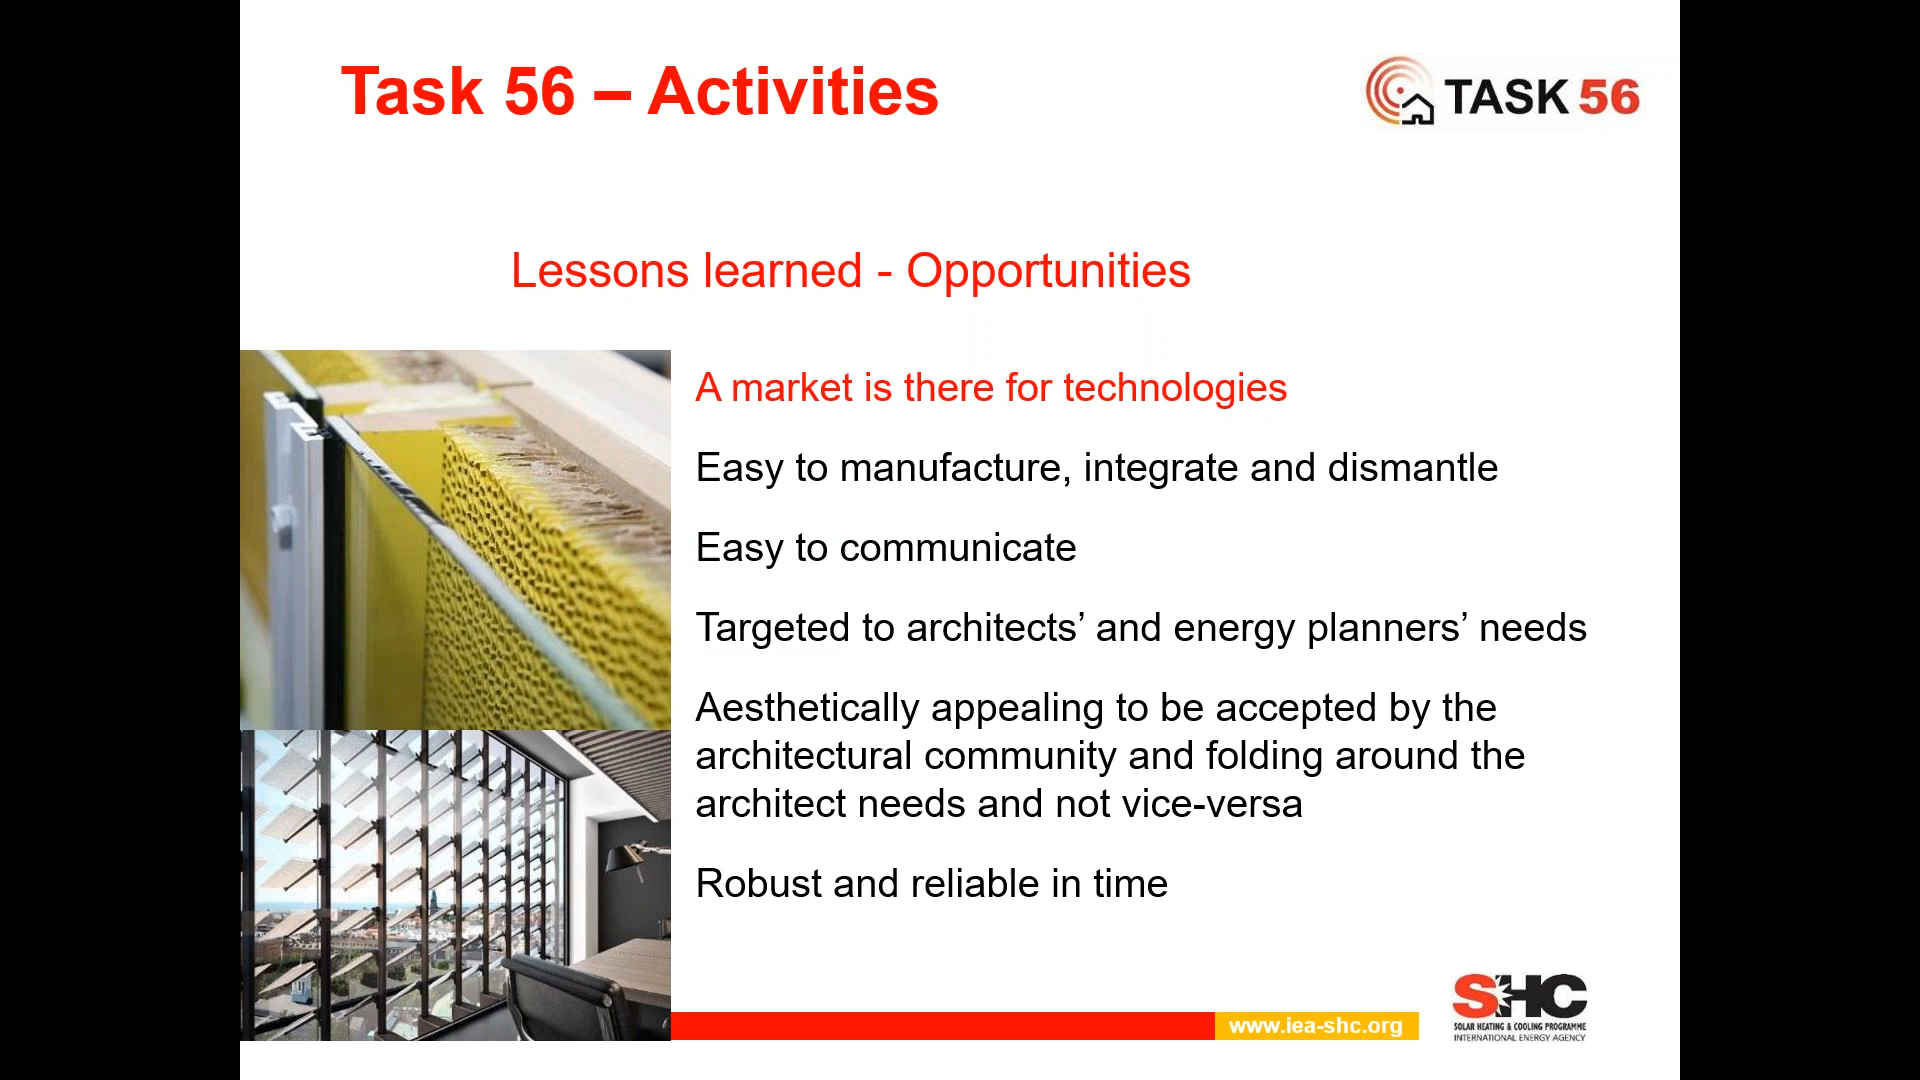 Task 56 – Activities
TASK 56
Lessons learned - Opportunities
A market is there for technologies
Easy to manufacture, integrate and dismantle
Easy to communicate
Targeted to architects’ and energy planners’ needs
Aesthetically appealing to be accepted by the
architectural community and folding around the
architect needs and not vice-versa
Robust and reliable in time
www.iea-shc.org
SHC
SOLAR HEATING & COOLING PROGRAMME
INTERNATIONAL ENERGY AGENCY